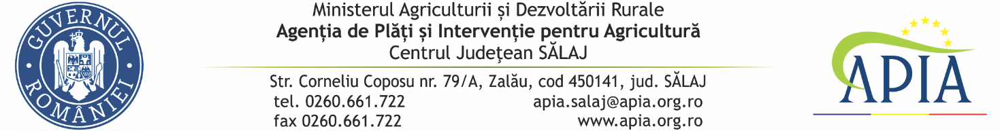 GUVERNUL ROMÂNIEI
Ministerul Agriculturii și Dezvoltării Rurale
Agenția de Plăți și Intervenție pentru Agricultură
Centrul Județean SĂLAJ
Str. Corneliu Coposu nr. 79/A, Zalău, cod 450141, jud. SĂLAJ
tel. 0260.661.722 apia.salaj@apia.org.ro
fax 0260.661.722 www.apia.org.ro
APIA